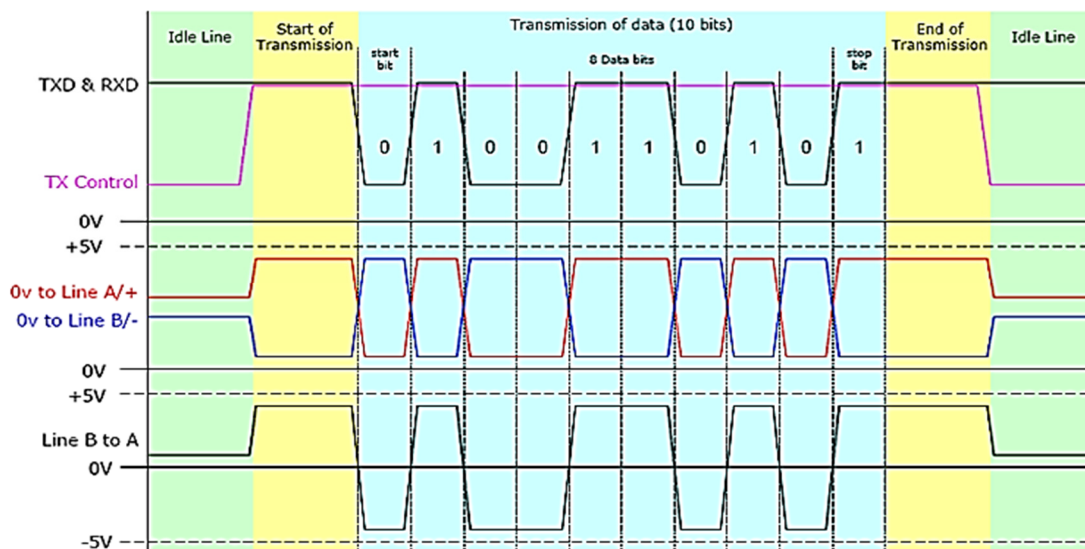 Idle Line
Start of
Transmission
Transmission of data (10 bits)
End of
Transmission
Idle Line
start
bit
8 Data bits
stop
bit
TXD & RXD
0 1 0 0 1 1 0 1 0 1
TX Control
0V
+5V
0v to Line A/+
0v to Line B/-
0V
+5V
Line B to A
0V
-5V